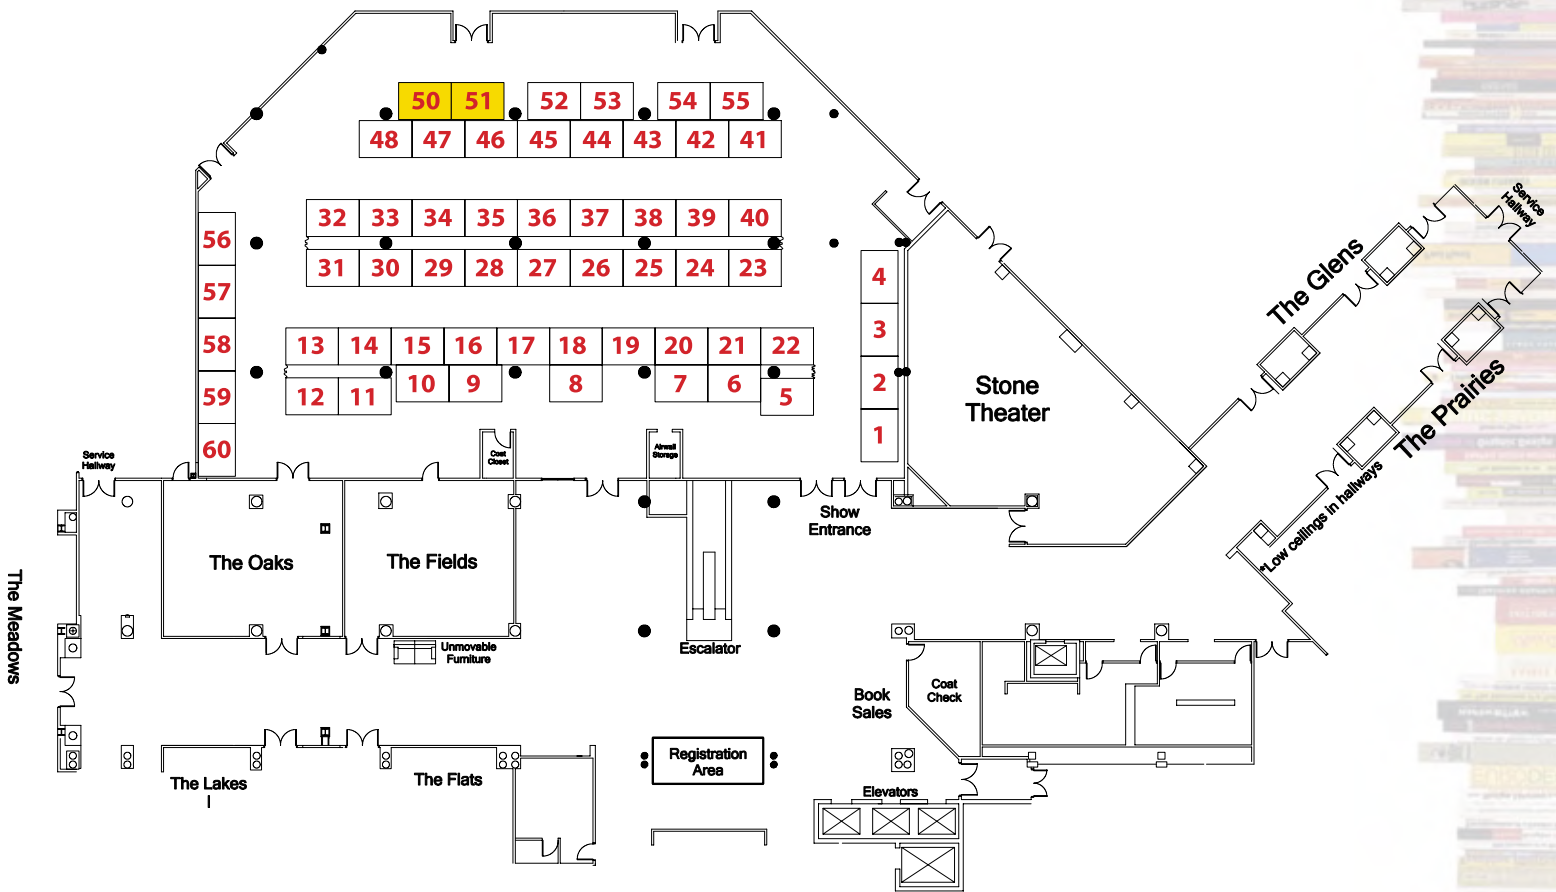 50 51 52 53 54 55
48 47 46 45 44 43 42 41
32 33 34 35 36 37 38 39 40
31 30 29 28 27 26 25 24 23
13 14 15 16 17 18 19 20 21 22
12 11 10 9 8 7 6 5
56
57
58
59
60
4
3
2
1
Stone
Theater
The Glens
Service
Hallway
The Prairies
*Low ceilings in hallways
Service
Hallway
Coat
Closet
Airwall
Storage
Show
Entrance
The Oaks
The Fields
The Meadows
Unmovable
Furniture
Escalator
Book
Sales
Coat
Check
Registration
Area
The Lakes
I
The Flats
Elevators